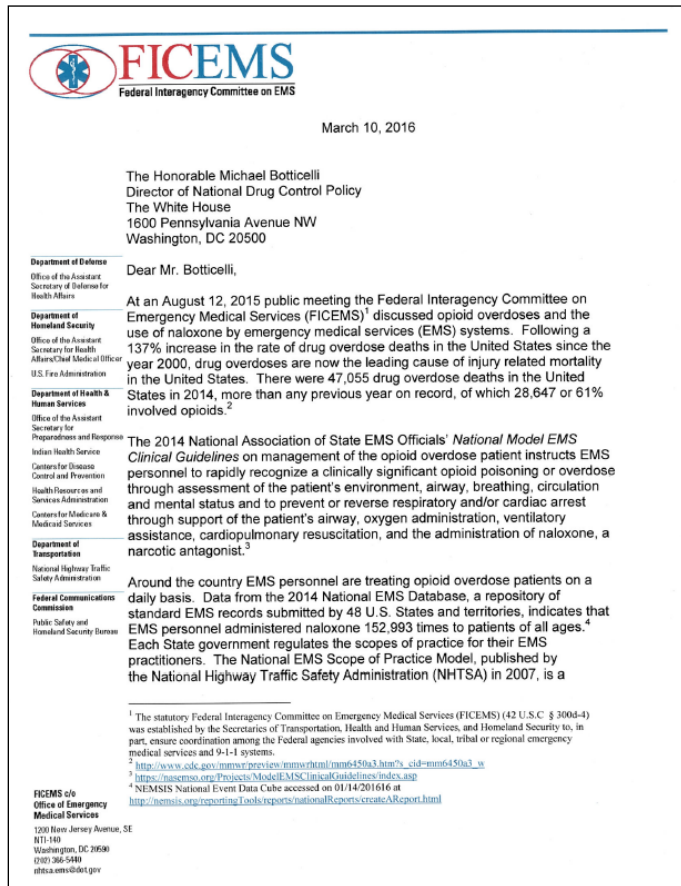 FICEMS
Federal Interagency Committee on EMS
March 10, 2016
The Honorable Michael Botticelli
Director of National Drug Control Policy
The White House
1600 Pennsylvania Avenue NW
Washington, DC 20500
Dear Mr. Botticelli,
At an August 12, 2015 public meeting the Federal Interagency Committee on
Emergency Medical Services (FICEMS)1 discussed opioid overdoses and the
use of naloxone by emergency medical services (EMS) systems. Following a
137% increase in the rate of drug overdose deaths in the United States since the
year 2000, drug overdoses are now the leading cause of injury related mortality
in the United States. There were 47,055 drug overdose deaths in the United
States in 2014, more than any previous year on record, of which 28,647 or 61%
involved opioids.2
The 2014 National Association of State EMS Officials' National Model EMS
Clinical Guidelines on management of the opioid overdose patient instructs EMS
personnel to rapidly recognize a clinically significant opioid poisoning or overdose
through assessment of the patient's environment, airway, breathing, circulation
and mental status and to prevent or reverse respiratory and/or cardiac arrest
through support of the patient's airway, oxygen administration, ventilatory
assistance, cardiopulmonary resuscitation, and the administration of naloxone, a
narcotic antagonist.3
Around the country EMS personnel are treating opioid overdose patients on a
daily basis. Data from the 2014 National EMS Database, a repository of
standard EMS records submitted by 48 U.S. States and territories, indicates that
EMS personnel administered naloxone 152,993 times to patients of all ages.4
Each State government regulates the scopes of practice for their EMS
practitioners. The National EMS Scope of Practice Model, published by
the National Highway Traffic Safety Administration (NHTSA) in 2007, is a
1 The statutory Federal Interagency Committee on Emergency Medical Services (FICEMS) (42 U.S.C § 300d-4)
was established by the Secretaries of Transportation, Health and Human Services, and Homeland Security to, in
part, ensure coordination among the Federal agencies involved with State, local, tribal or regional emergency
medical services and 9-1-1 systems.
2 http://www.cdc.gov/mmwr/preview/mmwrhtml/mm6450a3.htm?s_cid=mm6450a3_w
3 https://nasemso.org/Projects/ModelEMSClinicalGuidelines/index.asp
4 NEMSIS National Event Data Cube accessed on 01/14/201616 at
http://nemsis.org/reportingTools/reports/nationalReports/createAReport.html
Department of Defense
Office of the Assistant
Secretary of Defense for
Health Affairs
Department of
Homeland Security
Office of the Assistant
Secretary for Health
Affairs/Chief Medical Officer
U.S. Fire Administration
Department of Health &
Human Services
Office of the Assistant
Secretary for
Preparedness and Response
Indian Health Service
Centers for Disease
Control and Prevention
Health Resources and
Services Administration
Centers for Medicare &
Medicaid Services
Department of
Transportation
National Highway Traffic
Safety Administration
Federal Communications
Commission
Public Safety and
Homeland Security Bureau
FICEMS c/o
Office of Emergency
Medical Services
1200 New Jersey Avenue, SE
NTI-140
Washington, DC 20590
(202) 366-5440
nhtsa.ems@dot.gov